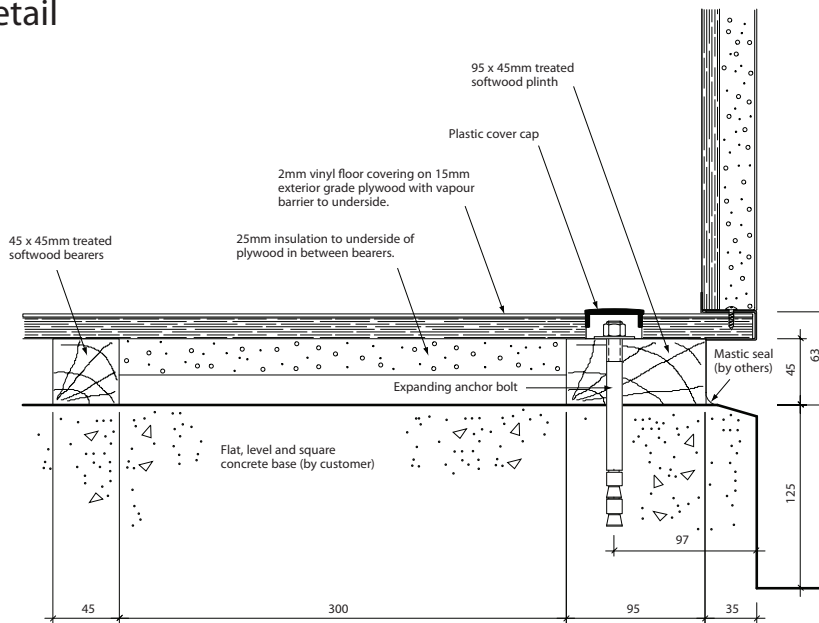 etail
95 x 45mm treated
softwood plinth
Plastic cover cap
2mm vinyl floor covering on 15mm
exterior grade plywood with vapour
barrier to underside.
45 x 45mm treated
softwood bearers
25mm insulation to underside of
plywood in between bearers.
Mastic seal
(by others)
45
63
Expanding anchor bolt
Flat, level and square
concrete base (by customer)
125
97
45
300
95
35